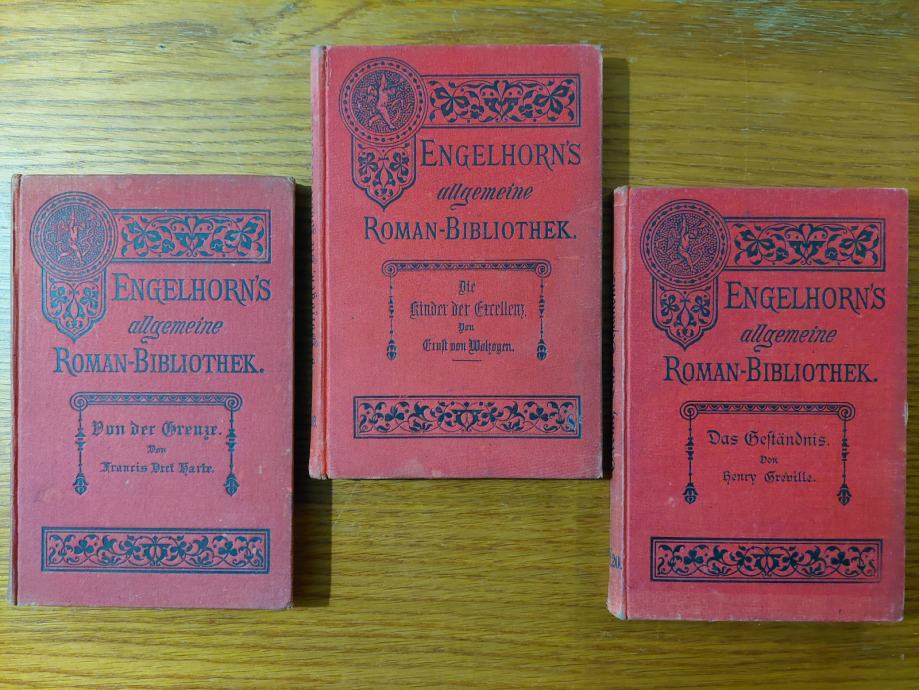 ENGELHORN'S
allgemeine
ROMAN-BIBLIOTHEK.
Von der Grenze.
Von
Francis Bret Harte.
ENGELHORN'S
allgemeine
ROMAN-BIBLIOTHEK.
Die
Kinder der Excellenz.
Von
Ernst von Wolzogen.
ENGELHORN'S
allgemeine
ROMAN-BIBLIOTHEK.
Das Geständnis.
Von
Henry Gréville.